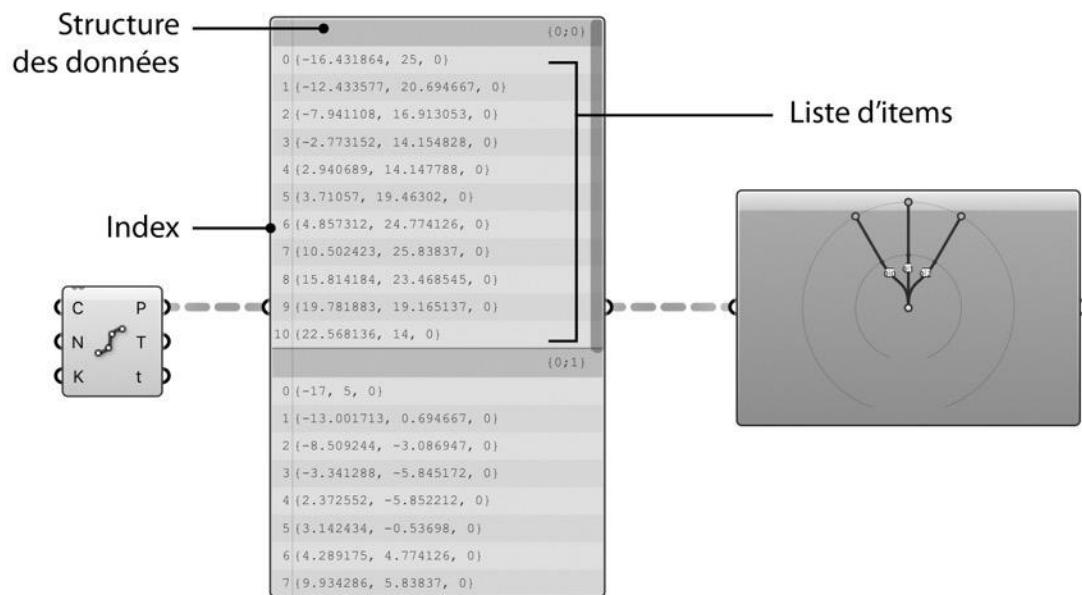 Structure
des données
{0;0}
0 {-16.431864, 25, 0}
1 {-12.433577, 20.694667, 0}
2 {-7.941108, 16.913053, 0}
3 {-2.773152, 14.154828, 0}
4 {2.940689, 14.147788, 0}
5 {3.71057, 19.46302, 0}
6 {4.857312, 24.774126, 0}
7 {10.502423, 25.83837, 0}
8 {15.814184, 23.468545, 0}
9 {19.781883, 19.165137, 0}
10 {22.568136, 14, 0}
Liste d'items
Index
C P
N T
K t
{0;1}
0 {-17, 5, 0}
1 {-13.001713, 0.694667, 0}
2 {-8.509244, -3.086947, 0}
3 {-3.341288, -5.845172, 0}
4 {2.372552, -5.852212, 0}
5 {3.142434, -0.53698, 0}
6 {4.289175, 4.774126, 0}
7 {9.934286, 5.83837, 0}